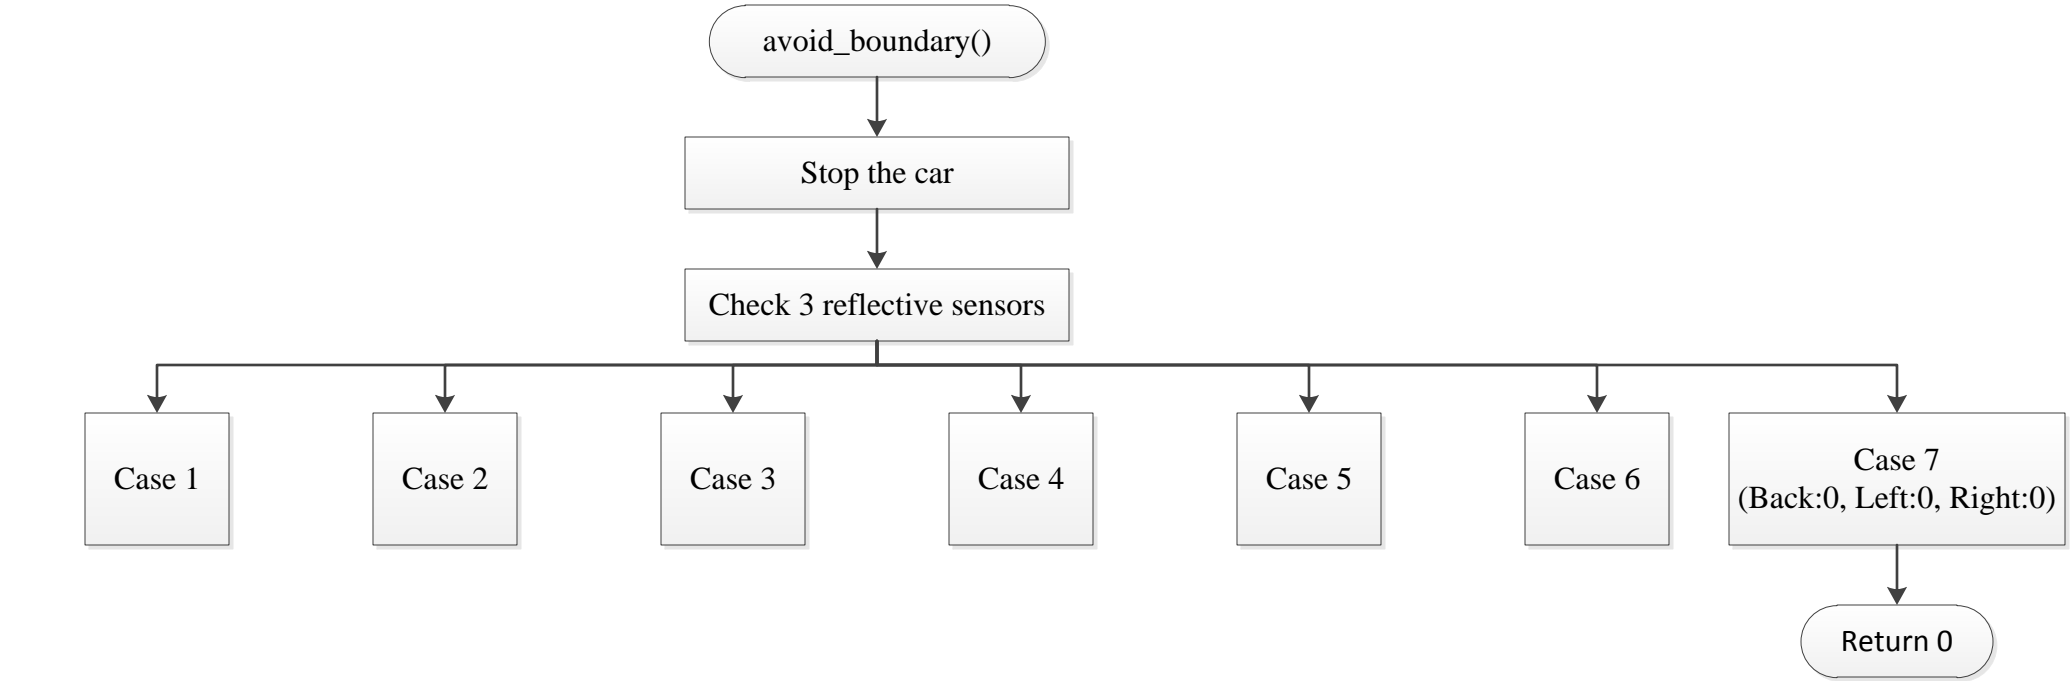 avoid_boundary()
Stop the car
Check 3 reflective sensors
Case 1
Case 2
Case 3
Case 4
Case 5
Case 6
Case 7
(Back:0, Left:0, Right:0)
Return 0